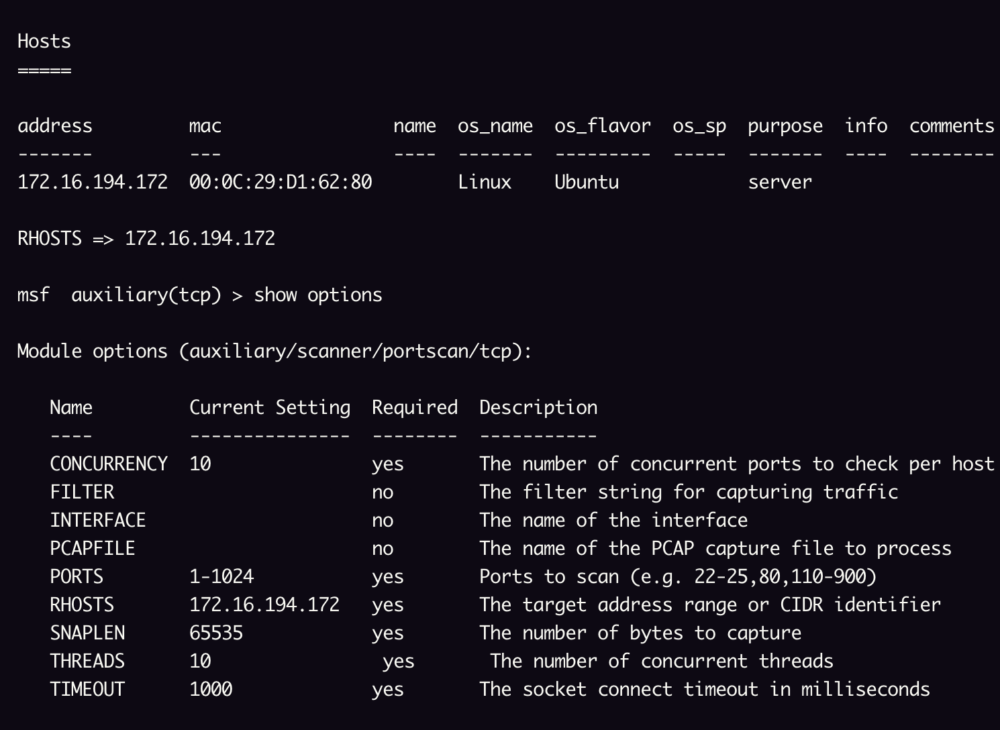 Hosts
=====
address         mac                name  os_name  os_flavor  os_sp  purpose  info  comments
-------         ---                ----  -------  ---------  -----  -------  ----  --------
172.16.194.172  00:0C:29:D1:62:80        Linux    Ubuntu            server
RHOSTS => 172.16.194.172
msf  auxiliary(tcp) > show options
Module options (auxiliary/scanner/portscan/tcp):
   Name         Current Setting  Required  Description
   ----         ---------------  --------  -----------
   CONCURRENCY  10               yes       The number of concurrent ports to check per host
   FILTER                        no        The filter string for capturing traffic
   INTERFACE                     no        The name of the interface
   PCAPFILE                      no        The name of the PCAP capture file to process
   PORTS        1-1024           yes       Ports to scan (e.g. 22-25,80,110-900)
   RHOSTS       172.16.194.172   yes       The target address range or CIDR identifier
   SNAPLEN      65535            yes       The number of bytes to capture
   THREADS      10                yes       The number of concurrent threads
   TIMEOUT      1000             yes       The socket connect timeout in milliseconds